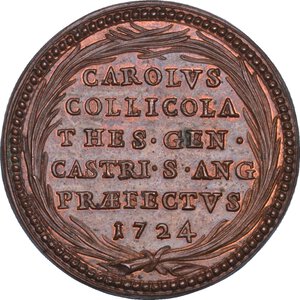 CAROLVS
COLLICOLA
THES · GEN ·
CASTRI · S · ANG
PRÆFECTVS
1724